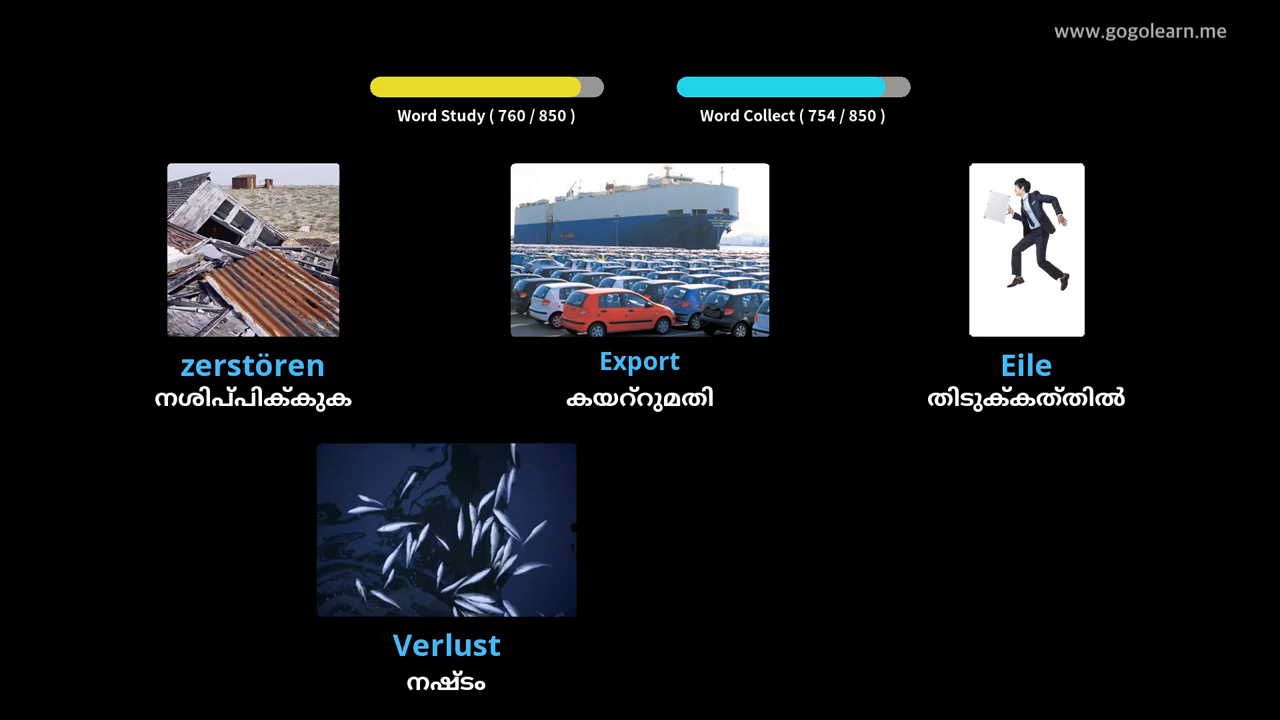 www.gogolearn.me
Word Study ( 760 / 850 )
Word Collect ( 754 / 850 )
zerstören
നശിപ്പിക്കുക
Export
കയറ്റുമതി
Eile
തിടുക്കത്തിൽ
Verlust
നഷ്ടം